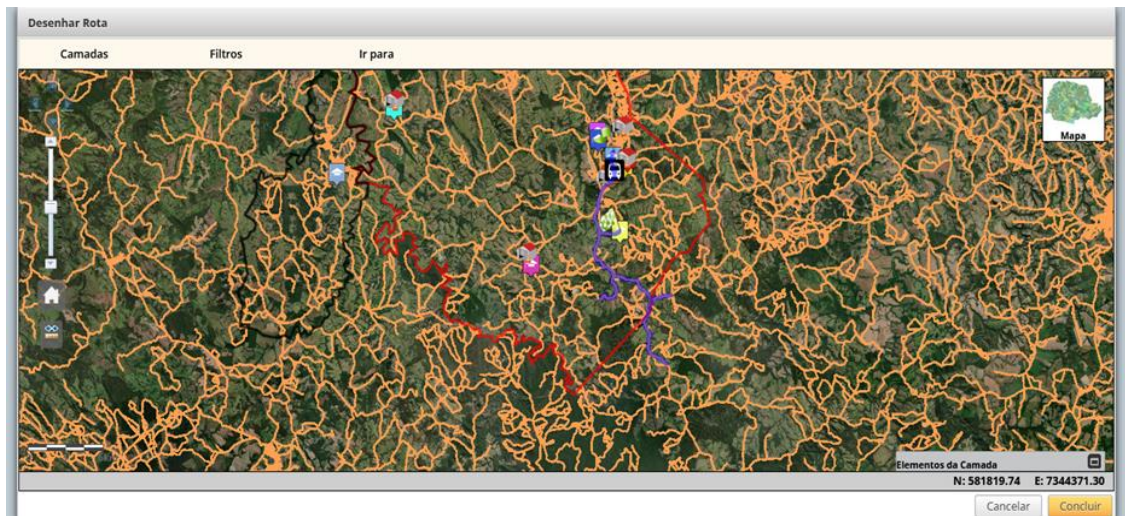 Desenhar Rota
Camadas Filtros Ir para
Mapa
Elementos da Camada
N: 581819.74 E: 7344371.30
Cancelar Concluir